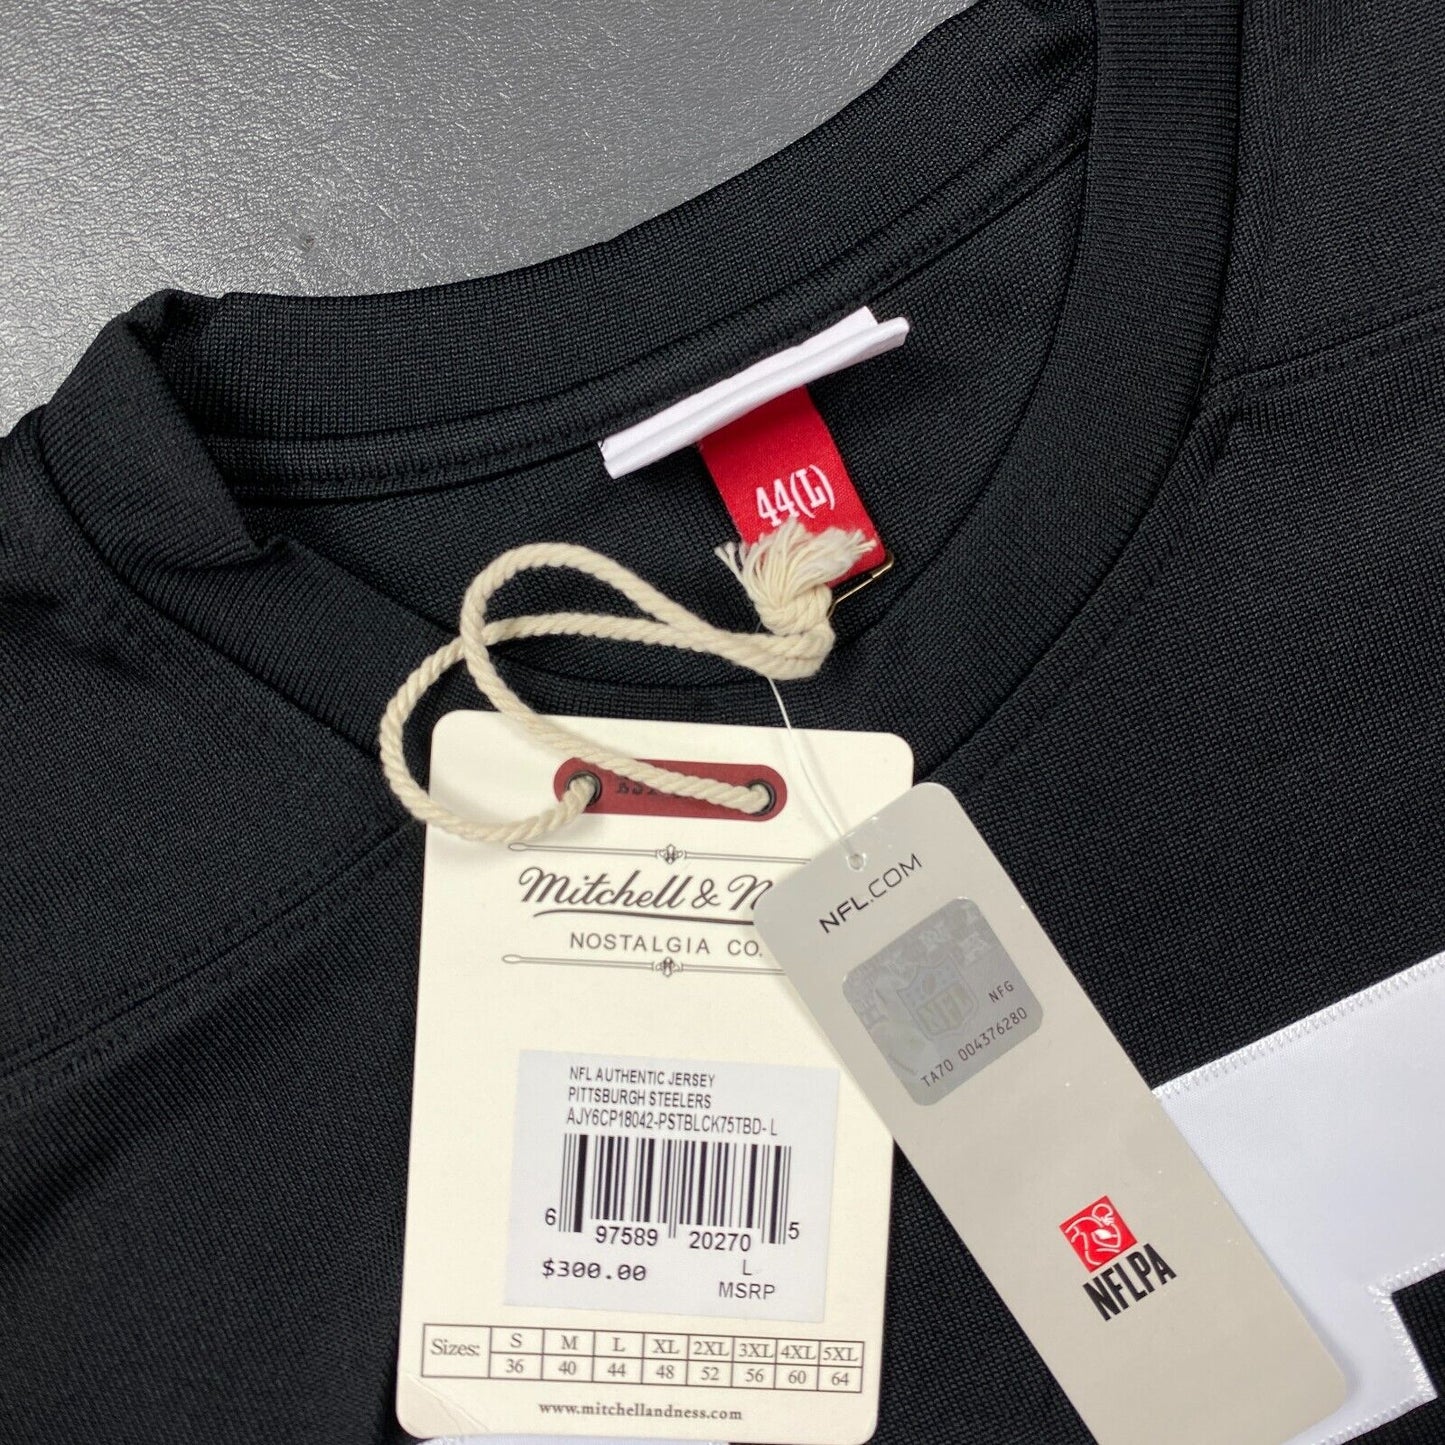 44(L)
Mitchell &
NOSTALGIA CO.
NFL AUTHENTIC JERSEY
PITTSBURGH STEELERS
AJY6CP18042-PSTBLCK75TBD- L
6 97589 20270 5
$300.00
L
MSRP
Sizes: S M L XL 2XL 3XL 4XL 5XL
36 40 44 48 52 56 60 64
www.mitchellandness.com
NFL.COM
NFL
NFG
TA70 004376280
NFLPA